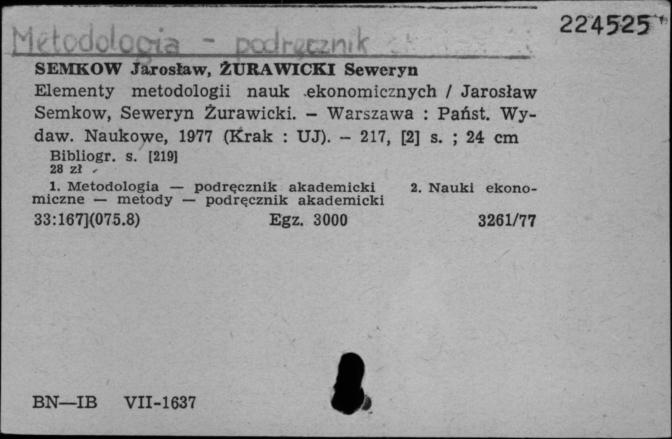 224525
Metodologia - podręcznik
SEMKOW Jarosław, ŻURAWICKI Seweryn
Elementy metodologii nauk ekonomicznych / Jarosław
Semkow, Seweryn Żurawicki. — Warszawa : Państ. Wy-
daw. Naukowe, 1977 (Krak : UJ). — 217, [2] s. ; 24 cm
Bibliogr. s. [219]
28 zł
1. Metodologia — podręcznik akademicki 2. Nauki ekono-
miczne — metody — podręcznik akademicki
33:167](075.8) Egz. 3000 3261/77
BN—IB VII-1637